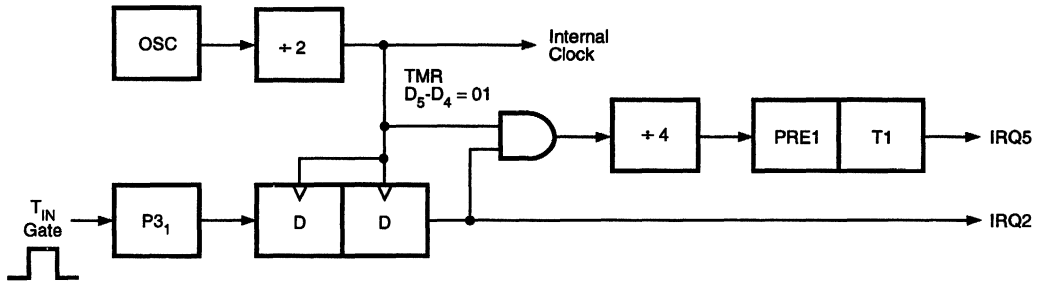 OSC
÷ 2
Internal
Clock
TMR
D5-D4 = 01
÷ 4
PRE1
T1
IRQ5
TIN
Gate
P31
D
D
IRQ2